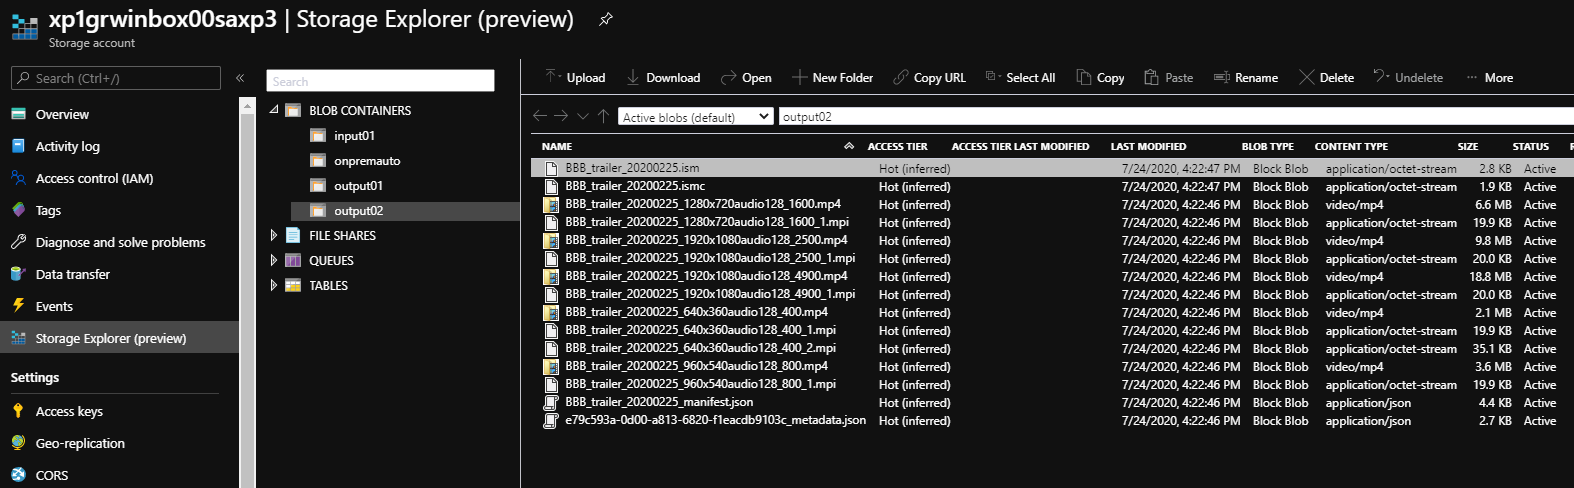 xp1grwinbox00saxp3 | Storage Explorer (preview)
Storage account
Search (Ctrl+/)
«
Overview
Activity log
Access control (IAM)
Tags
Diagnose and solve problems
Data transfer
Events
Storage Explorer (preview)
Settings
Access keys
Geo-replication
CORS
Search
BLOB CONTAINERS
input01
onpremauto
output01
output02
FILE SHARES
QUEUES
TABLES
Upload Download Open New Folder Copy URL Select All Copy Paste Rename Delete Undelete ... More
Active blobs (default) output02
NAME ACCESS TIER ACCESS TIER LAST MODIFIED LAST MODIFIED BLOB TYPE CONTENT TYPE SIZE STATUS
BBB_trailer_20200225.ism Hot (inferred) 7/24/2020, 4:22:47 PM Block Blob application/octet-stream 2.8 KB Active
BBB_trailer_20200225.ismc Hot (inferred) 7/24/2020, 4:22:47 PM Block Blob application/octet-stream 1.9 KB Active
BBB_trailer_20200225_1280x720audio128_1600.mp4 Hot (inferred) 7/24/2020, 4:22:46 PM Block Blob video/mp4 6.6 MB Active
BBB_trailer_20200225_1280x720audio128_1600_1.mpi Hot (inferred) 7/24/2020, 4:22:46 PM Block Blob application/octet-stream 19.9 KB Active
BBB_trailer_20200225_1920x1080audio128_2500.mp4 Hot (inferred) 7/24/2020, 4:22:46 PM Block Blob video/mp4 9.8 MB Active
BBB_trailer_20200225_1920x1080audio128_2500_1.mpi Hot (inferred) 7/24/2020, 4:22:46 PM Block Blob application/octet-stream 20.0 KB Active
BBB_trailer_20200225_1920x1080audio128_4900.mp4 Hot (inferred) 7/24/2020, 4:22:46 PM Block Blob video/mp4 18.8 MB Active
BBB_trailer_20200225_1920x1080audio128_4900_1.mpi Hot (inferred) 7/24/2020, 4:22:46 PM Block Blob application/octet-stream 20.0 KB Active
BBB_trailer_20200225_640x360audio128_400.mp4 Hot (inferred) 7/24/2020, 4:22:46 PM Block Blob video/mp4 2.1 MB Active
BBB_trailer_20200225_640x360audio128_400_1.mpi Hot (inferred) 7/24/2020, 4:22:46 PM Block Blob application/octet-stream 19.9 KB Active
BBB_trailer_20200225_640x360audio128_400_2.mpi Hot (inferred) 7/24/2020, 4:22:46 PM Block Blob application/octet-stream 35.1 KB Active
BBB_trailer_20200225_960x540audio128_800.mp4 Hot (inferred) 7/24/2020, 4:22:46 PM Block Blob video/mp4 3.6 MB Active
BBB_trailer_20200225_960x540audio128_800_1.mpi Hot (inferred) 7/24/2020, 4:22:46 PM Block Blob application/octet-stream 19.9 KB Active
BBB_trailer_20200225_manifest.json Hot (inferred) 7/24/2020, 4:22:46 PM Block Blob application/json 4.4 KB Active
e79c593a-0d00-a813-6820-f1eacdb9103c_metadata.json Hot (inferred) 7/24/2020, 4:22:46 PM Block Blob application/json 2.7 KB Active